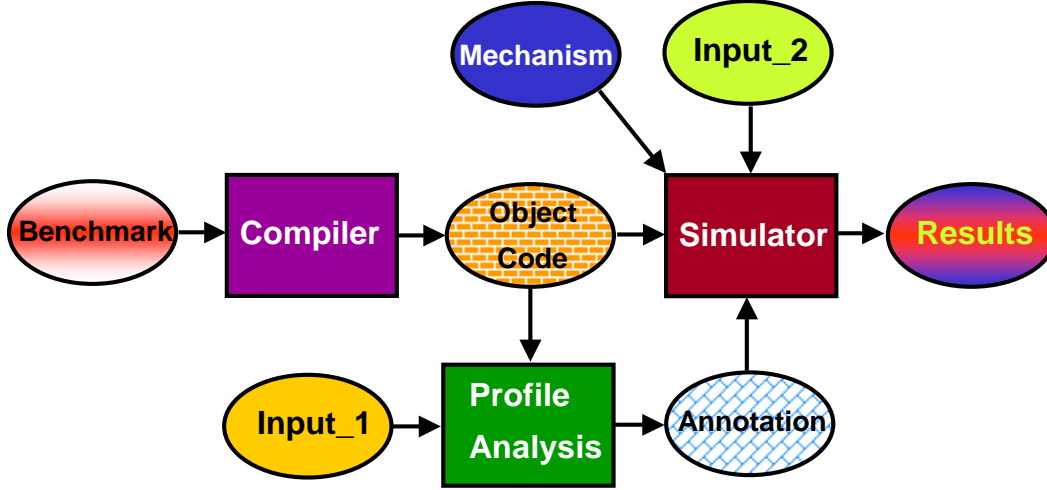 Mechanism
Input_2
Benchmark
Compiler
Object
Code
Simulator
Results
Input_1
Profile
Analysis
Annotation